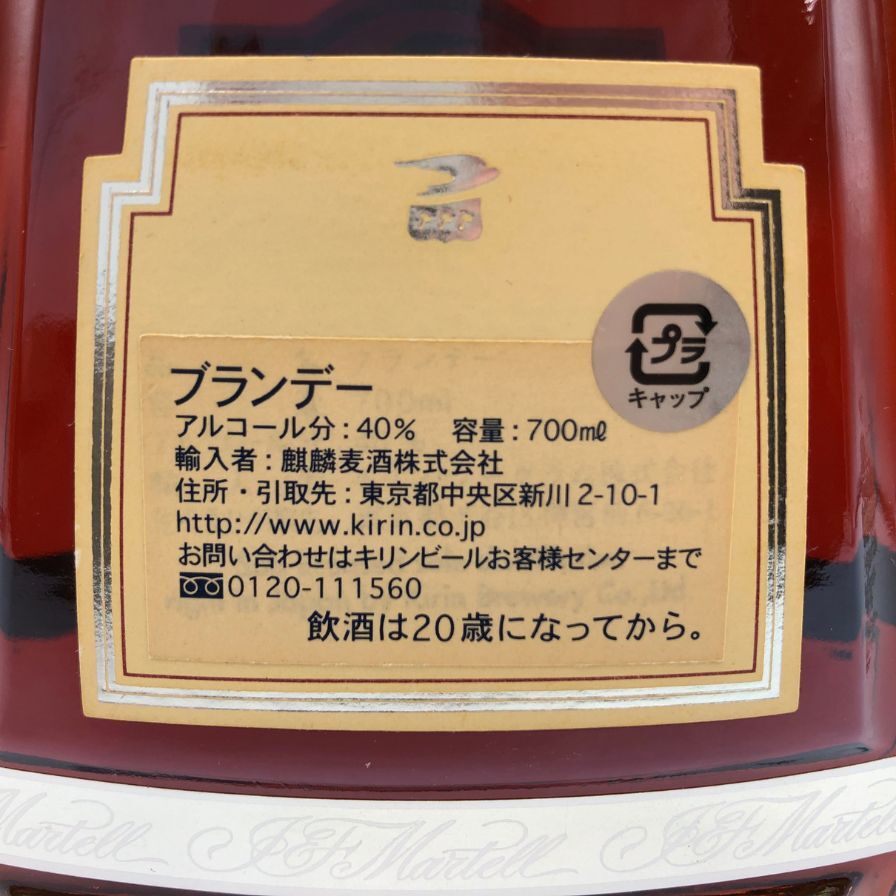 プラ
キャップ
ブランデー
アルコール分：40% 容量：700mℓ
輸入者：麒麟麦酒株式会社
住所・引取先：東京都中央区新川2-10-1
http://www.kirin.co.jp
お問い合わせはキリンビールお客様センターまで
0120-111560
飲酒は20歳になってから。
Martell J&F Martell